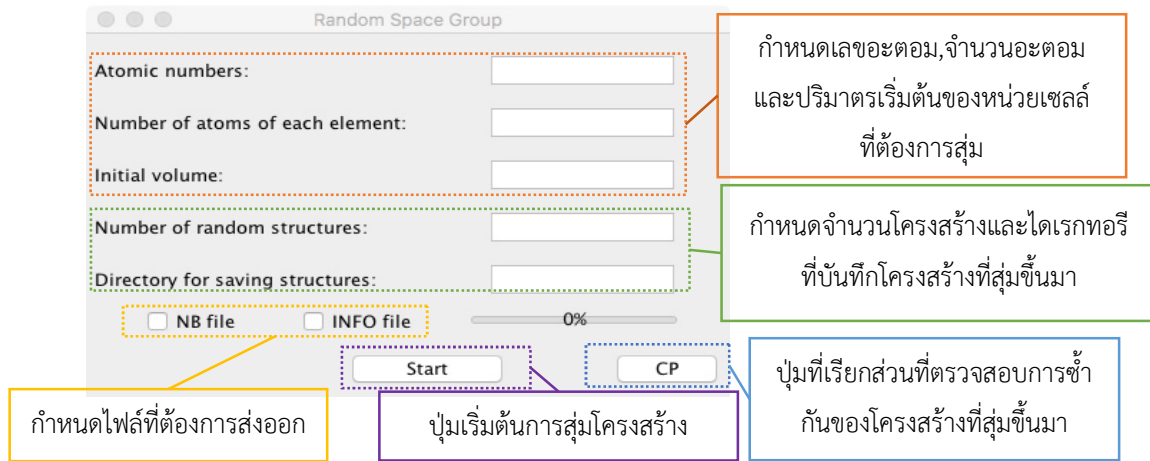 Random Space Group
Atomic numbers:
Number of atoms of each element:
Initial volume:
กำหนดเลขอะตอม,จำนวนอะตอม
และปริมาตรเริ่มต้นของหน่วยเซลล์
ที่ต้องการสุ่ม
Number of random structures:
Directory for saving structures:
กำหนดจำนวนโครงสร้างและไดเรกทอรี
ที่บันทึกโครงสร้างที่สุ่มขึ้นมา
NB file
INFO file
0%
Start
CP
กำหนดไฟล์ที่ต้องการส่งออก
ปุ่มเริ่มต้นการสุ่มโครงสร้าง
ปุ่มที่เรียกส่วนที่ตรวจสอบการซ้ำ
กันของโครงสร้างที่สุ่มขึ้นมา